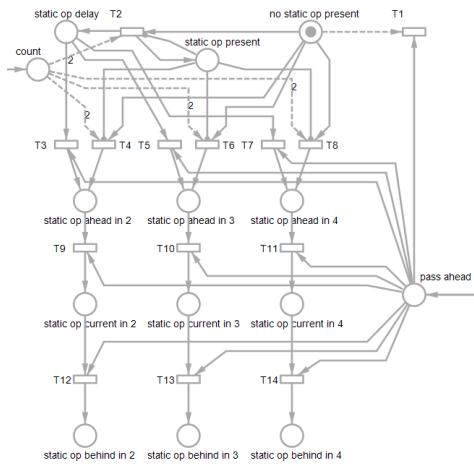 static op delay
T2
no static op present
T1
count
static op present
2
2
2
2
T3
T4
T5
T6
T7
T8
static op ahead in 2
static op ahead in 3
static op ahead in 4
T9
T10
T11
pass ahead
static op current in 2
static op current in 3
static op current in 4
T12
T13
T14
static op behind in 2
static op behind in 3
static op behind in 4